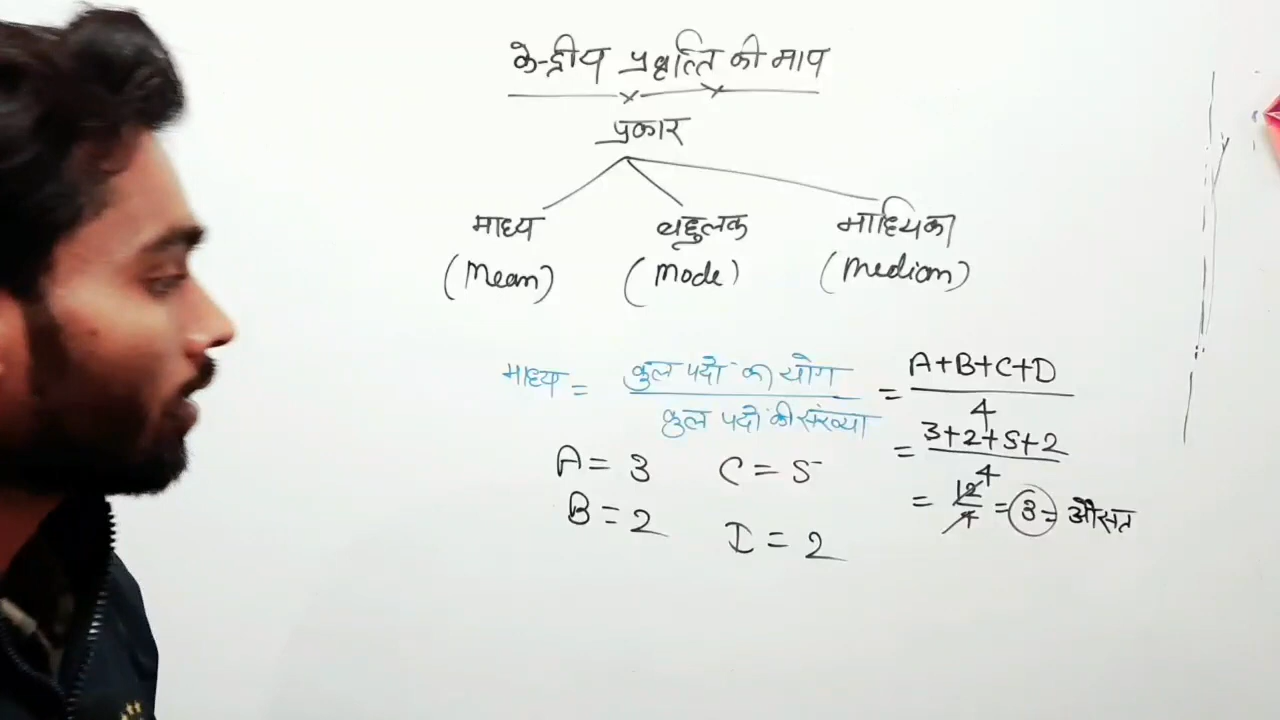 केन्द्रीय प्रवृत्ति की माप
प्रकार
माध्य बहुलक माध्यिका
(Mean) (Mode) (Median)
माध्य = कुल पदों का योग / कुल पदों की संख्या = A+B+C+D / 4
= 3+2+5+2 / 4
A = 3 C = 5
B = 2 D = 2
= 12 / 4 = 3 = औसत